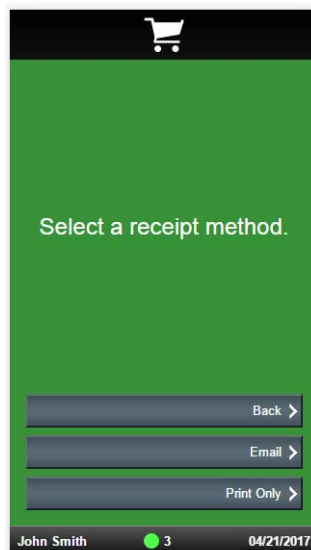 Select a receipt method.
Back
Email
Print Only
John Smith 3 04/21/2017